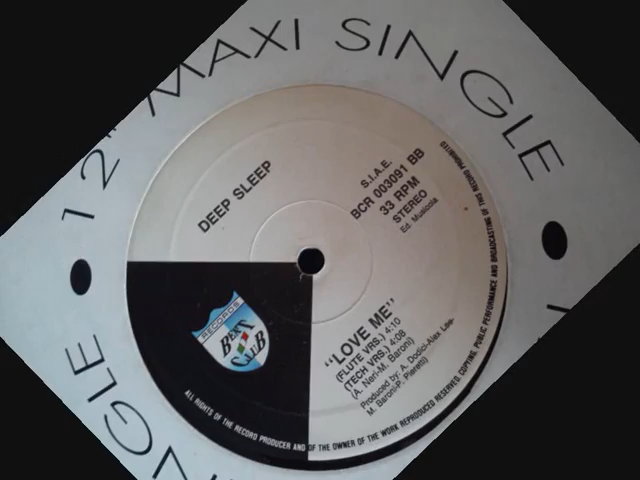 12" MAXI SINGLE
DEEP SLEEP
S.I.A.E.
BCR 003091 BB
33 RPM
STEREO
Ed. Musicola
RECORDS
BEAT
CLUB
"LOVE ME"
(FLUTE VRS.) 4:10
(TECH VRS.) 4:08
(A. Neri-M. Baroni)
Produced by: A. Dodici-Alex Lee-
M. Baroni-P. Pieretti
ALL RIGHTS OF THE RECORD PRODUCER AND OF THE OWNER OF THE WORK REPRODUCED RESERVED. COPYING, PUBLIC PERFORMANCE AND BROADCASTING OF THIS RECORD PROHIBITED
NGLE
NGLE